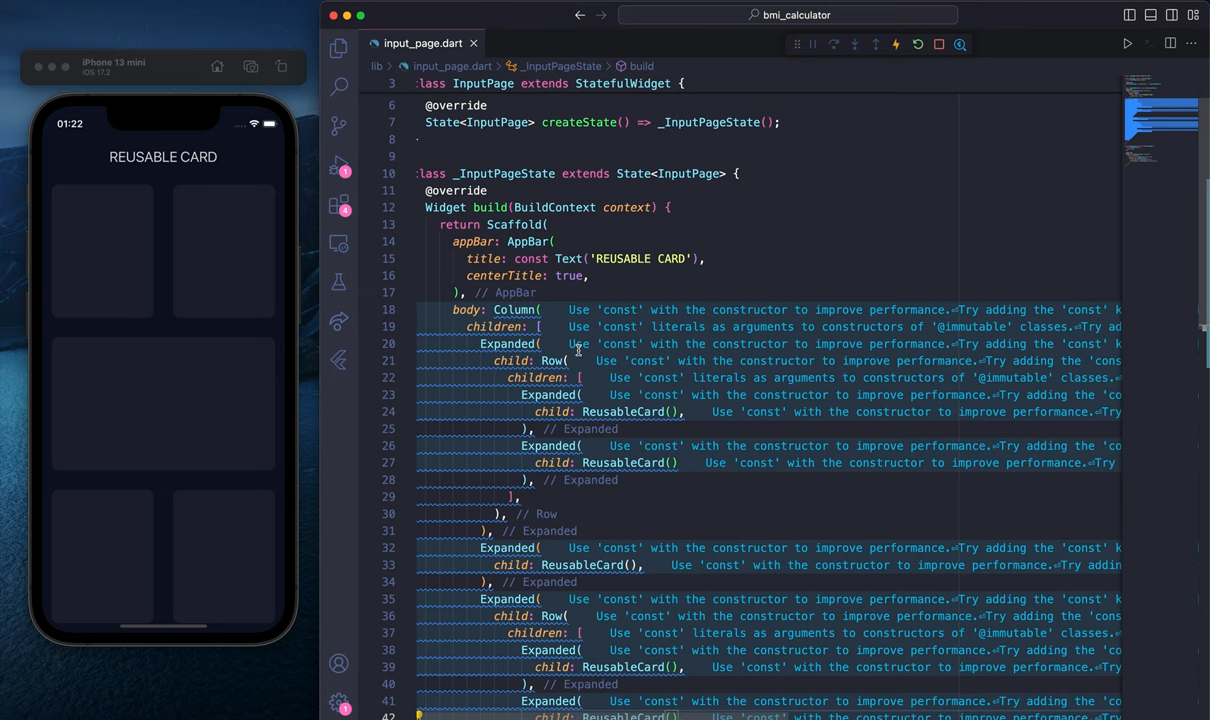 iPhone 13 mini
iOS 17.2
01:22
REUSABLE CARD
bmi_calculator
input_page.dart
lib > input_page.dart > _InputPageState > build
1
4
1
3 lass InputPage extends StatefulWidget {
6 @override
7 State<InputPage> createState() => _InputPageState();
8
9
10 lass _InputPageState extends State<InputPage> {
11 @override
12 Widget build(BuildContext context) {
13 return Scaffold(
14 appBar: AppBar(
15 title: const Text('REUSABLE CARD'),
16 centerTitle: true,
17 ), // AppBar
18 body: Column( Use 'const' with the constructor to improve performance.⏎Try adding the 'const' k
19 children: [ Use 'const' literals as arguments to constructors of '@immutable' classes.⏎Try ad
20 Expanded( Use 'const' with the constructor to improve performance.⏎Try adding the 'const' k
21 child: Row( Use 'const' with the constructor to improve performance.⏎Try adding the 'cons
22 children: [ Use 'const' literals as arguments to constructors of '@immutable' classes.⏎
23 Expanded( Use 'const' with the constructor to improve performance.⏎Try adding the 'co
24 child: ReusableCard(), Use 'const' with the constructor to improve performance.⏎Try
25 ), // Expanded
26 Expanded( Use 'const' with the constructor to improve performance.⏎Try adding the 'co
27 child: ReusableCard() Use 'const' with the constructor to improve performance.⏎Try
28 ), // Expanded
29 ],
30 ), // Row
31 ), // Expanded
32 Expanded( Use 'const' with the constructor to improve performance.⏎Try adding the 'const' k
33 child: ReusableCard(), Use 'const' with the constructor to improve performance.⏎Try addin
34 ), // Expanded
35 Expanded( Use 'const' with the constructor to improve performance.⏎Try adding the 'const' k
36 child: Row( Use 'const' with the constructor to improve performance.⏎Try adding the 'cons
37 children: [ Use 'const' literals as arguments to constructors of '@immutable' classes.⏎
38 Expanded( Use 'const' with the constructor to improve performance.⏎Try adding the 'co
39 child: ReusableCard(), Use 'const' with the constructor to improve performance.⏎Try
40 ), // Expanded
41 Expanded( Use 'const' with the constructor to improve performance.⏎Try adding the 'co
42 child: ReusableCard() Use 'const' with the constructor to improve performance.⏎Try